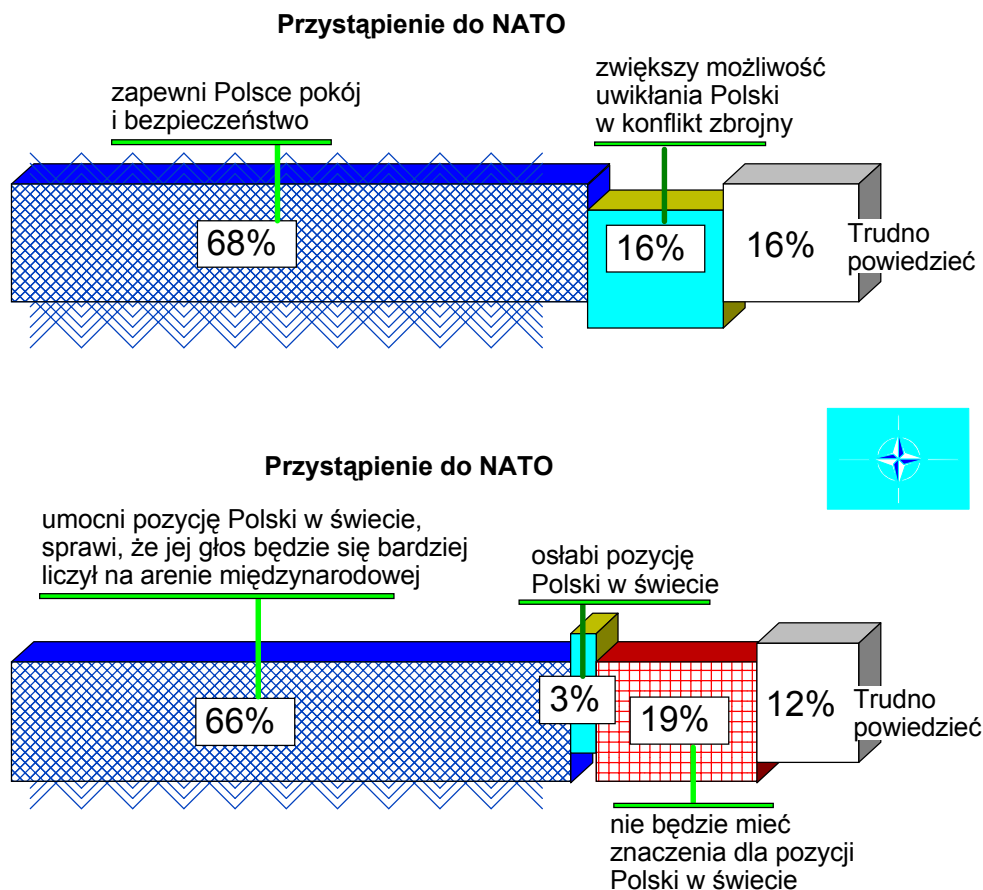 Przystąpienie do NATO
zapewni Polsce pokój
i bezpieczeństwo
zwiększy możliwość
uwikłania Polski
w konflikt zbrojny
68%
16%
16%
Trudno
powiedzieć
Przystąpienie do NATO
umocni pozycję Polski w świecie,
sprawi, że jej głos będzie się bardziej
liczył na arenie międzynarodowej
osłabi pozycję
Polski w świecie
66%
3%
19%
12%
Trudno
powiedzieć
nie będzie mieć
znaczenia dla pozycji
Polski w świecie